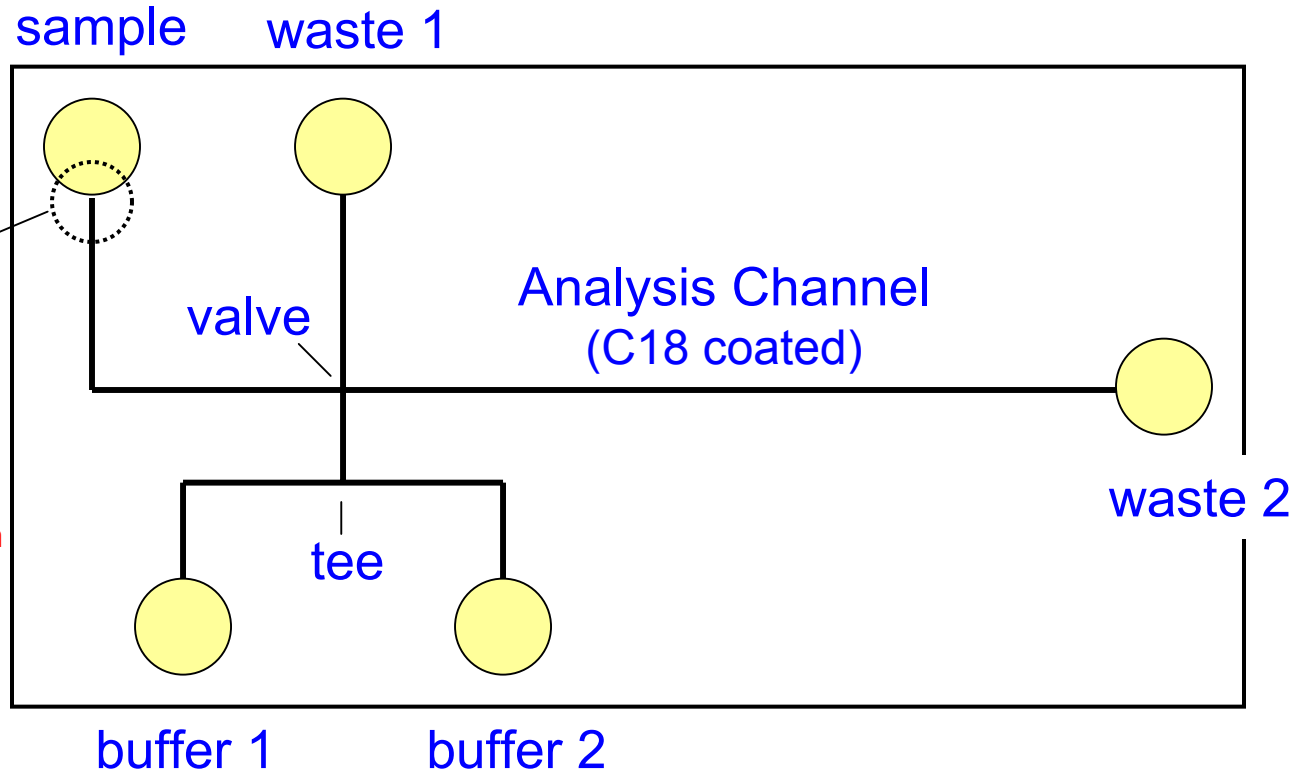 sample
waste 1
Analysis Channel
(C18 coated)
valve
waste 2
tee
buffer 1
buffer 2